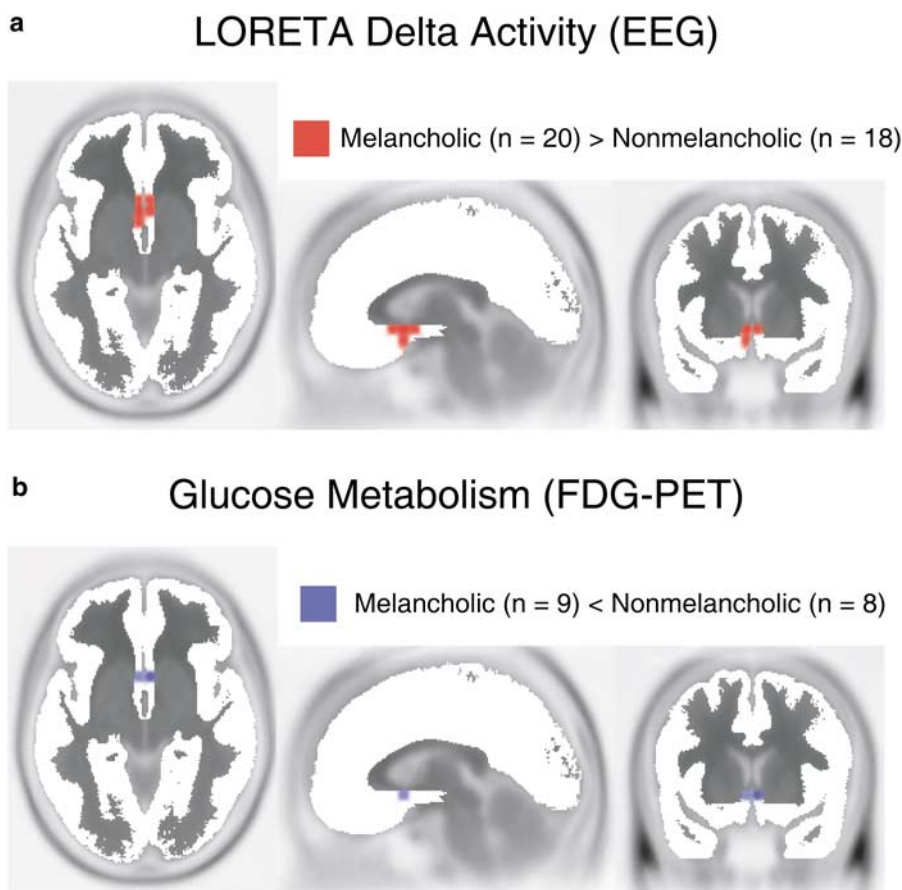 a
LORETA Delta Activity (EEG)
Melancholic (n = 20) > Nonmelancholic (n = 18)
b
Glucose Metabolism (FDG-PET)
Melancholic (n = 9) < Nonmelancholic (n = 8)